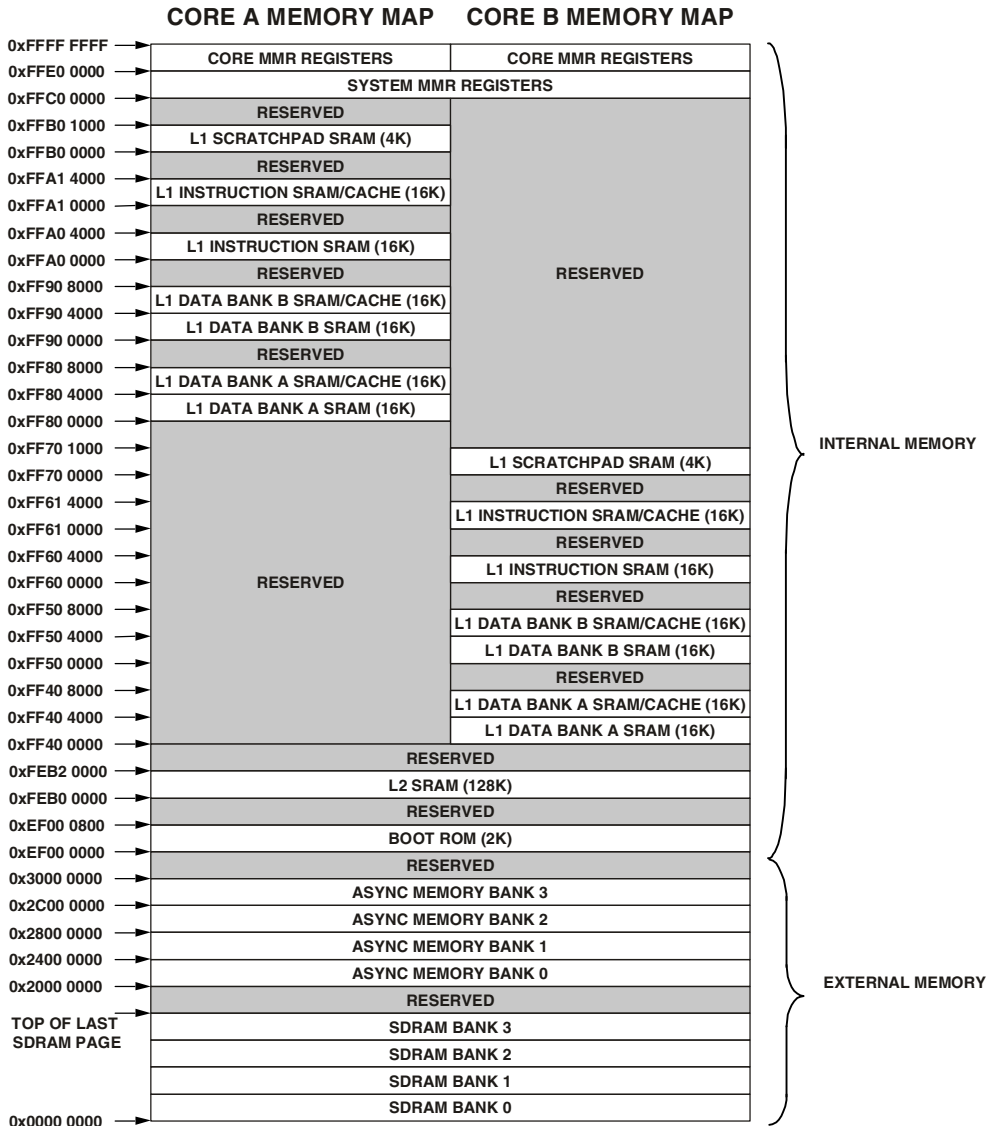 CORE A MEMORY MAP CORE B MEMORY MAP
0xFFFF FFFF
CORE MMR REGISTERS CORE MMR REGISTERS
0xFFE0 0000
SYSTEM MMR REGISTERS
0xFFC0 0000
RESERVED
0xFFB0 1000
L1 SCRATCHPAD SRAM (4K)
0xFFB0 0000
RESERVED
0xFFA1 4000
L1 INSTRUCTION SRAM/CACHE (16K)
0xFFA1 0000
RESERVED
0xFFA0 4000
L1 INSTRUCTION SRAM (16K)
0xFFA0 0000
RESERVED RESERVED
0xFF90 8000
L1 DATA BANK B SRAM/CACHE (16K)
0xFF90 4000
L1 DATA BANK B SRAM (16K)
0xFF90 0000
RESERVED
0xFF80 8000
L1 DATA BANK A SRAM/CACHE (16K)
0xFF80 4000
L1 DATA BANK A SRAM (16K)
0xFF80 0000
0xFF70 1000
INTERNAL MEMORY
L1 SCRATCHPAD SRAM (4K)
0xFF70 0000
RESERVED
0xFF61 4000
L1 INSTRUCTION SRAM/CACHE (16K)
0xFF61 0000
RESERVED
0xFF60 4000
L1 INSTRUCTION SRAM (16K)
0xFF60 0000
RESERVED
RESERVED
0xFF50 8000
L1 DATA BANK B SRAM/CACHE (16K)
0xFF50 4000
L1 DATA BANK B SRAM (16K)
0xFF50 0000
RESERVED
0xFF40 8000
L1 DATA BANK A SRAM/CACHE (16K)
0xFF40 4000
L1 DATA BANK A SRAM (16K)
0xFF40 0000
RESERVED
0xFEB2 0000
L2 SRAM (128K)
0xFEB0 0000
RESERVED
0xEF00 0800
BOOT ROM (2K)
0xEF00 0000
RESERVED
0x3000 0000
ASYNC MEMORY BANK 3
0x2C00 0000
ASYNC MEMORY BANK 2
0x2800 0000
ASYNC MEMORY BANK 1
0x2400 0000
ASYNC MEMORY BANK 0
0x2000 0000
EXTERNAL MEMORY
RESERVED
TOP OF LAST
SDRAM PAGE
SDRAM BANK 3
SDRAM BANK 2
SDRAM BANK 1
SDRAM BANK 0
0x0000 0000